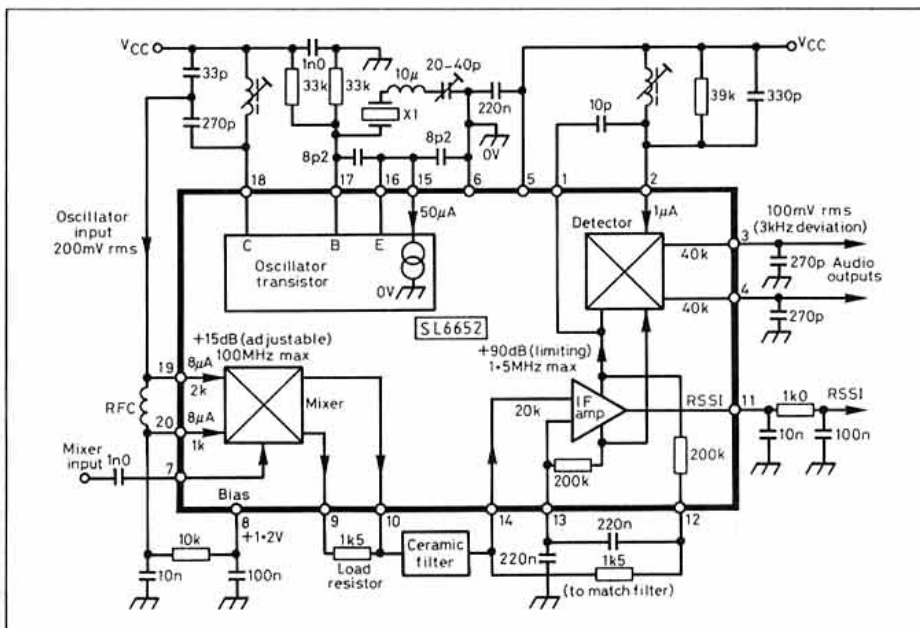 VCC
33p
270p
1n0
33k
33k
10μ
20-40p
X1
220n
0V
8p2
8p2
10p
39k
330p
VCC
18
17
16
15
6
5
1
2
Oscillator
input
200mV rms
C
B
E
50μA
0V
Oscillator
transistor
SL6652
Detector
1μA
40k
40k
3
4
100mV rms
(3kHz deviation)
270p
Audio
outputs
270p
+15dB (adjustable)
100MHz max
19
8μA
2k
RFC
20
8μA
1k
Mixer
Mixer
input
1n0
7
+90dB (limiting)
1·5MHz max
20k
IF
amp
RSSI
11
1k0
RSSI
10n
100n
200k
200k
Bias
8
+1·2V
9
10
14
13
12
10k
10n
100n
1k5
Load
resistor
Ceramic
filter
220n
220n
1k5
(to match filter)